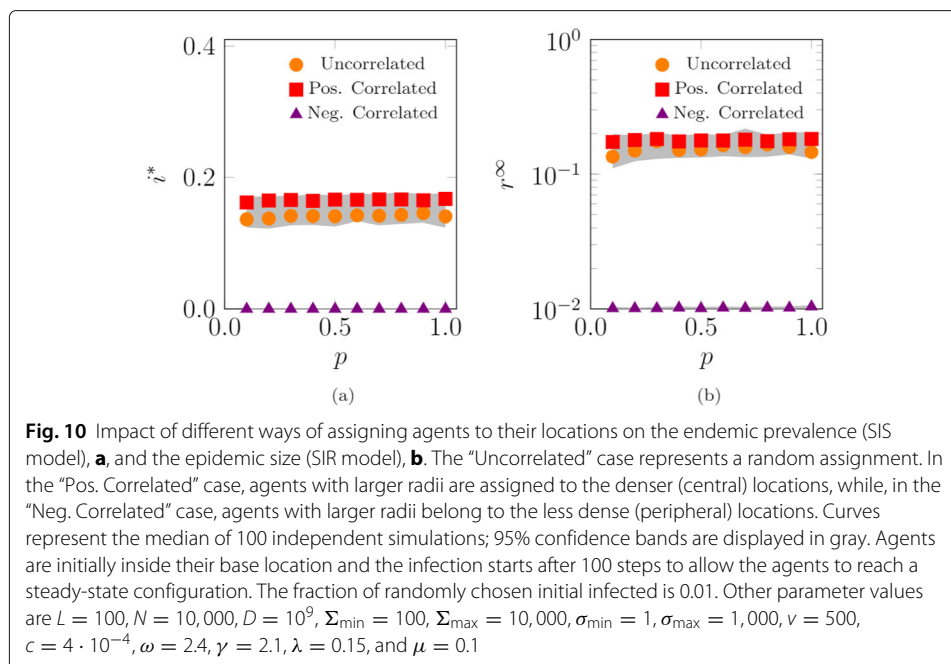 0.4
Uncorrelated
Pos. Correlated
Neg. Correlated
i*
0.2
0.0
0.0
0.5
1.0
p
(a)
10⁰
Uncorrelated
Pos. Correlated
Neg. Correlated
r∞
10⁻¹
10⁻²
0.0
0.5
1.0
p
(b)
Fig. 10 Impact of different ways of assigning agents to their locations on the endemic prevalence (SIS
model), a, and the epidemic size (SIR model), b. The “Uncorrelated” case represents a random assignment. In
the “Pos. Correlated” case, agents with larger radii are assigned to the denser (central) locations, while, in the
“Neg. Correlated” case, agents with larger radii belong to the less dense (peripheral) locations. Curves
represent the median of 100 independent simulations; 95% confidence bands are displayed in gray. Agents
are initially inside their base location and the infection starts after 100 steps to allow the agents to reach a
steady-state configuration. The fraction of randomly chosen initial infected is 0.01. Other parameter values
are L = 100, N = 10,000, D = 10⁹, Σmin = 100, Σmax = 10,000, σmin = 1, σmax = 1,000, v = 500,
c = 4 · 10⁻⁴, ω = 2.4, γ = 2.1, λ = 0.15, and μ = 0.1